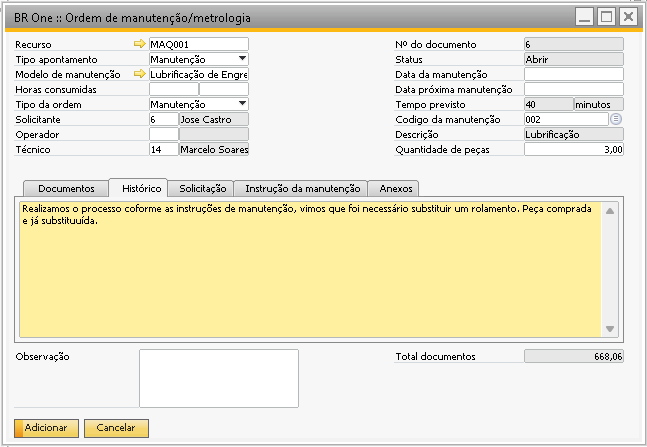 BR One :: Ordem de manutenção/metrologia
Recurso MAQ001 Nº do documento 6
Tipo apontamento Manutenção Status Abrir
Modelo de manutenção Lubrificação de Engre Data da manutenção
Horas consumidas Data próxima manutenção
Tipo da ordem Manutenção Tempo previsto 40 minutos
Solicitante 6 Jose Castro Codigo da manutenção 002
Operador Descrição Lubrificação
Técnico 14 Marcelo Soares Quantidade de peças 3,00
Documentos Histórico Solicitação Instrução da manutenção Anexos
Realizamos o processo coforme as instruções de manutenção, vimos que foi necessário substituir um rolamento. Peça comprada
e já substituuída.
Observação Total documentos 668,06
Adicionar Cancelar